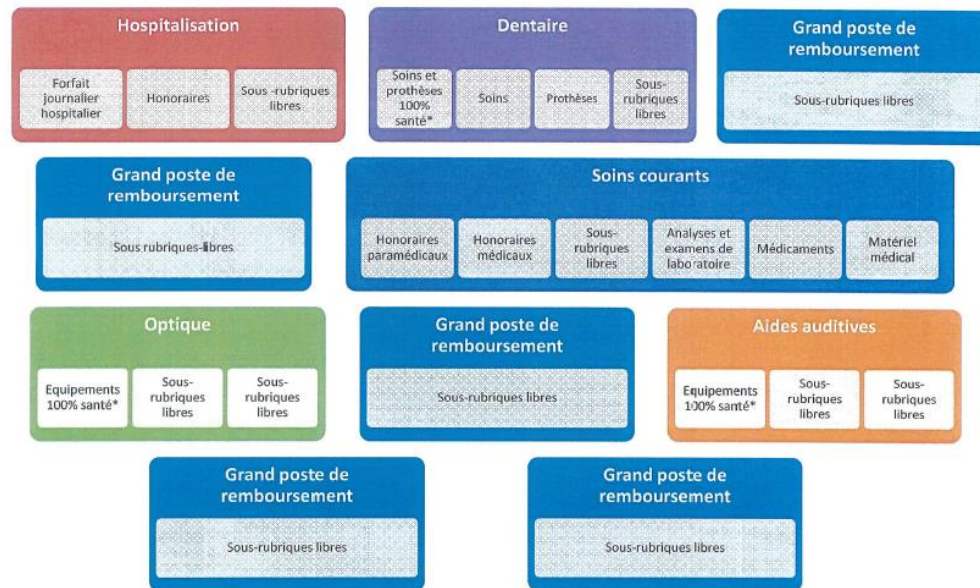 Hospitalisation
Forfait
journalier
hospitalier
Honoraires
Sous -rubriques
libres
Dentaire
Soins et
prothèses
100%
santé*
Soins
Prothèses
Sous-
rubriques
libres
Grand poste
de remboursement
Sous-rubriques libres
Grand poste de
remboursement
Sous rubriques-libres
Soins courants
Honoraires
paramédicaux
Honoraires
médicaux
Sous-
rubriques
libres
Analyses et
examens de
laboratoire
Médicaments
Matériel
médical
Optique
Equipements
100% santé*
Sous-
rubriques
libres
Sous-
rubriques
libres
Grand poste de
remboursement
Sous-rubriques libres
Aides auditives
Equipements
100% santé*
Sous-
rubriques
libres
Sous-
rubriques
libres
Grand poste de
remboursement
Sous-rubriques libres
Grand poste de
remboursement
Sous-rubriques libres